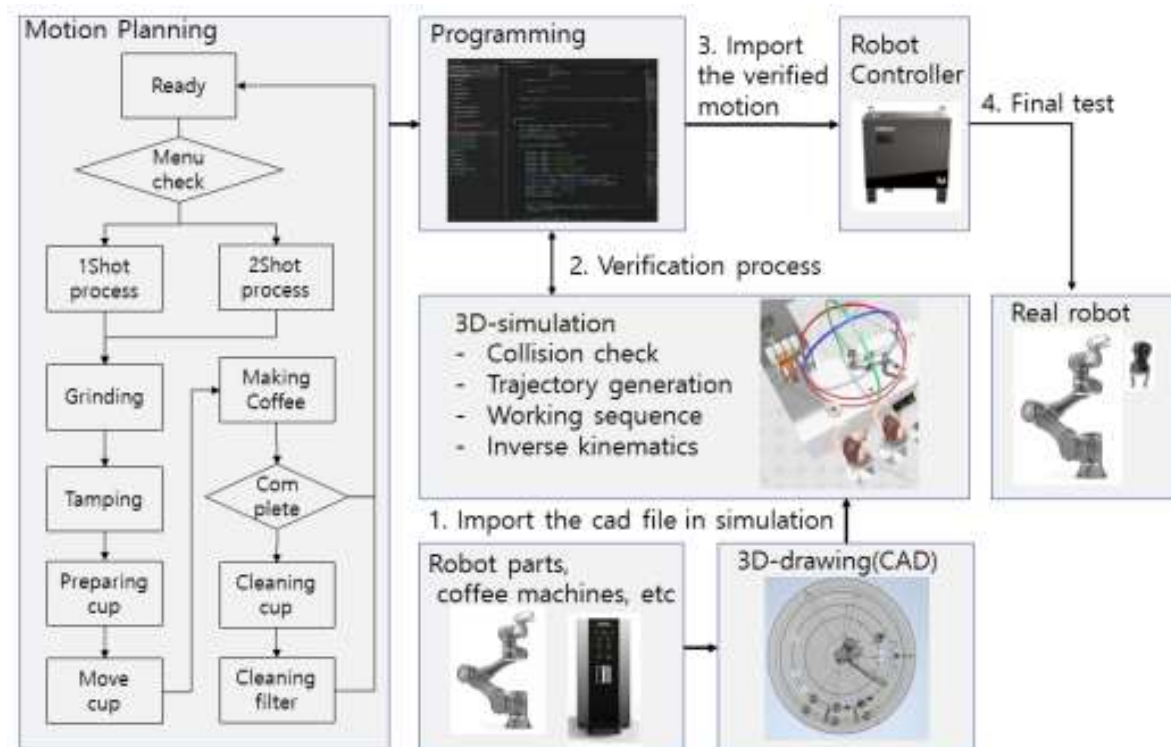 Motion Planning
Ready
Menu
check
1Shot
process
2Shot
process
Grinding
Making
Coffee
Tamping
Com
plete
Preparing
cup
Cleaning
cup
Move
cup
Cleaning
filter
Programming
3. Import
the verified
motion
Robot
Controller
4. Final test
2. Verification process
3D-simulation
- Collision check
- Trajectory generation
- Working sequence
- Inverse kinematics
Real robot
1. Import the cad file in simulation
Robot parts,
coffee machines, etc
3D-drawing(CAD)